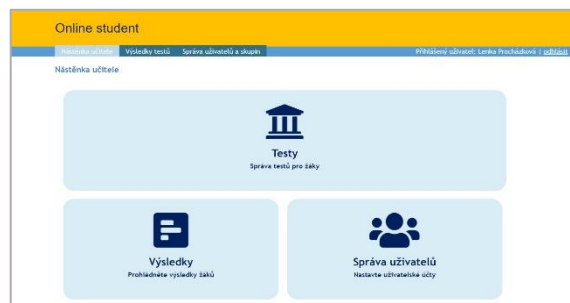 Online student
Nástěnka učitele Výsledky testů Správa uživatelů a skupin Přihlášený uživatel: Lenka Procházková | odhlásit
Nástěnka učitele
Testy
Správa testů pro žáky
Výsledky
Prohlédněte výsledky žáků
Správa uživatelů
Nastavte uživatelské účty